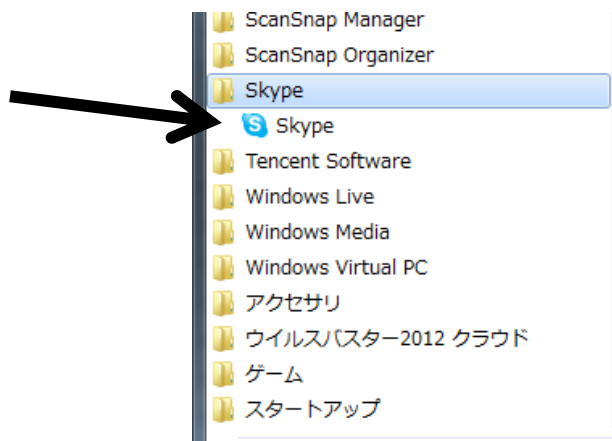 ScanSnap Manager
ScanSnap Organizer
Skype
Skype
Tencent Software
Windows Live
Windows Media
Windows Virtual PC
アクセサリ
ウイルスバスター2012 クラウド
ゲーム
スタートアップ